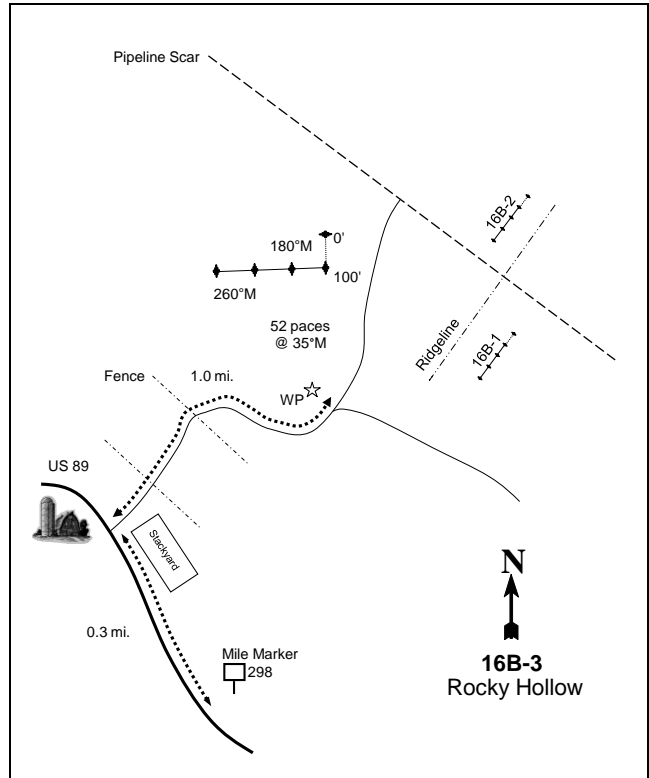 Pipeline Scar
16B-2
180°M
0'
260°M
100'
Ridgeline
16B-1
52 paces
@ 35°M
Fence
1.0 mi.
WP
US 89
Stackyard
0.3 mi.
Mile Marker
298
N
16B-3
Rocky Hollow